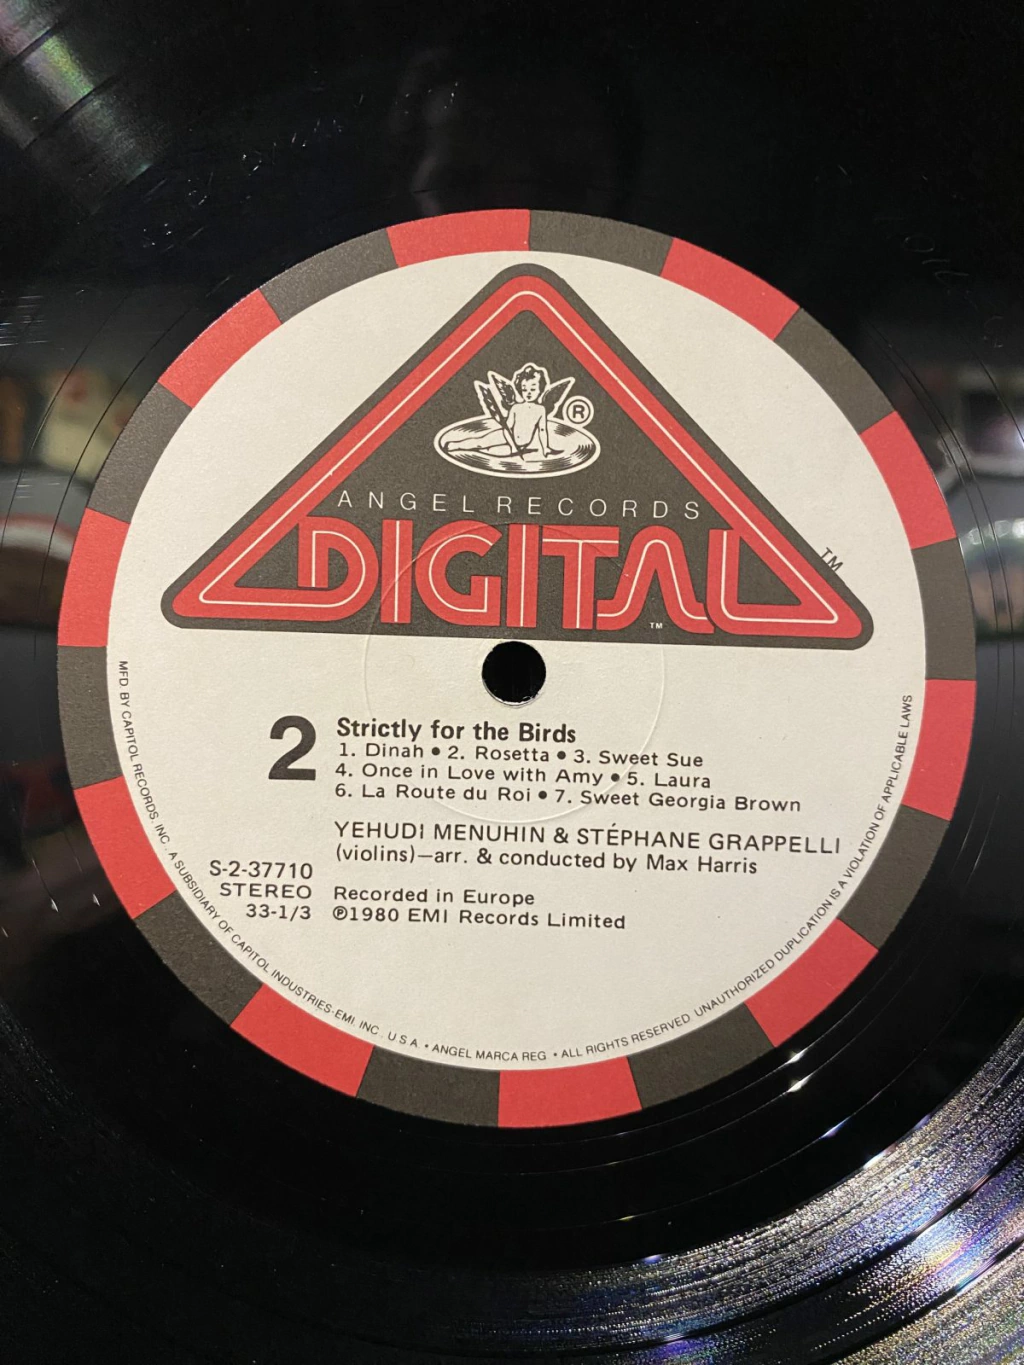 ®
ANGEL RECORDS
DIGITAL
TM
TM
2
Strictly for the Birds
1. Dinah • 2. Rosetta • 3. Sweet Sue
4. Once in Love with Amy • 5. Laura
6. La Route du Roi • 7. Sweet Georgia Brown
YEHUDI MENUHIN & STÉPHANE GRAPPELLI
(violins)—arr. & conducted by Max Harris
S-2-37710
STEREO
33-1/3
Recorded in Europe
℗1980 EMI Records Limited
MFD. BY CAPITOL RECORDS, INC. A SUBSIDIARY OF CAPITOL INDUSTRIES-EMI, INC. U S A • ANGEL MARCA REG • ALL RIGHTS RESERVED UNAUTHORIZED DUPLICATION IS A VIOLATION OF APPLICABLE LAWS